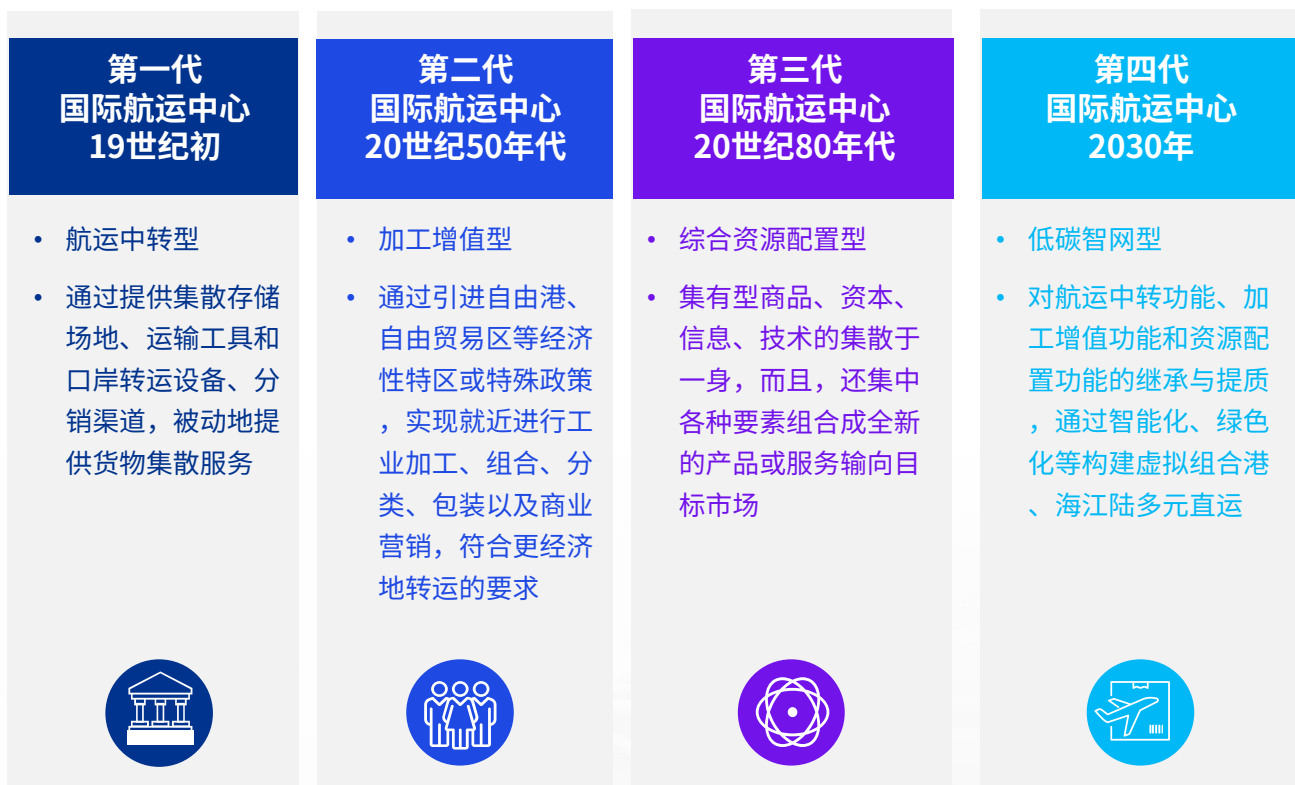 第一代
国际航运中心
19世纪初
• 航运中转型
• 通过提供集散存储
场地、运输工具和
口岸转运设备、分
销渠道，被动地提
供货物集散服务
第二代
国际航运中心
20世纪50年代
• 加工增值型
• 通过引进自由港、
自由贸易区等经济
性特区或特殊政策
，实现就近进行工
业加工、组合、分
类、包装以及商业
营销，符合更经济
地转运的要求
第三代
国际航运中心
20世纪80年代
• 综合资源配置型
• 集有型商品、资本、
信息、技术的集散于
一身，而且，还集中
各种要素组合成全新
的产品或服务输向目
标市场
第四代
国际航运中心
2030年
• 低碳智网型
• 对航运中转功能、加
工增值功能和资源配
置功能的继承与提质
，通过智能化、绿色
化等构建虚拟组合港
、海江陆多元直运